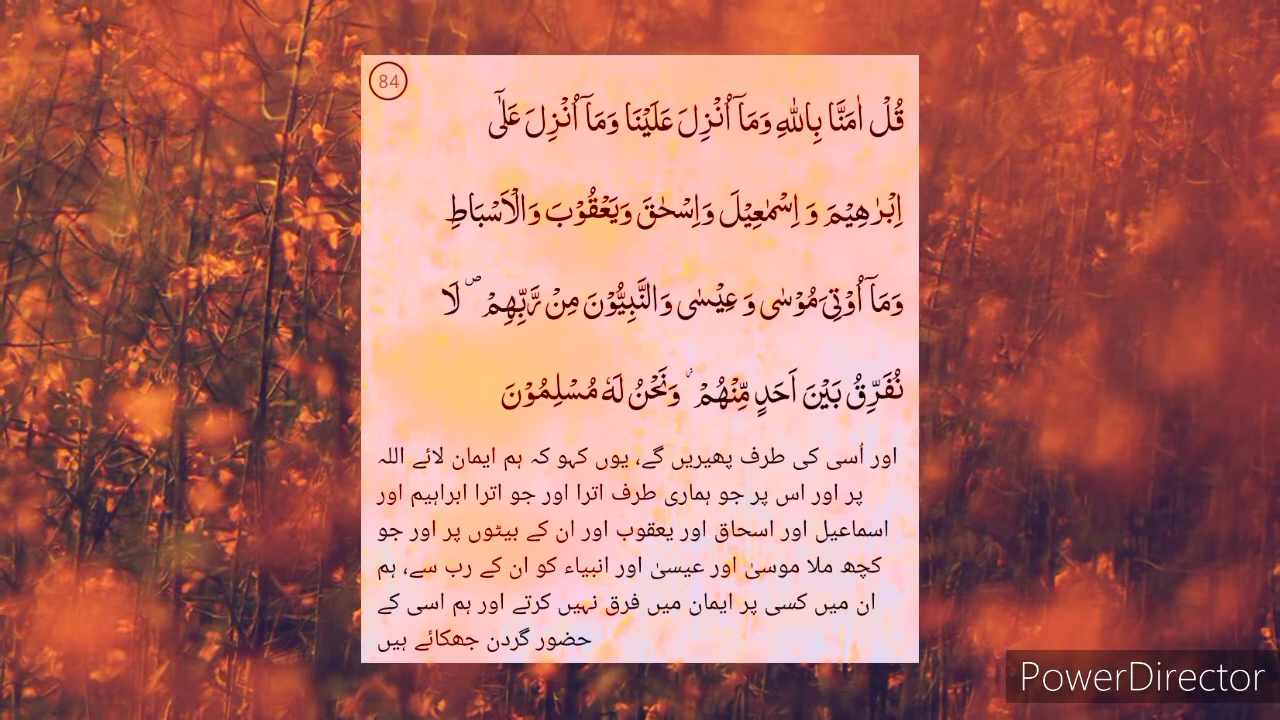 84
قُلْ اٰمَنَّا بِاللّٰهِ وَمَاۤ اُنْزِلَ عَلَيْنَا وَمَاۤ اُنْزِلَ عَلٰۤى
اِبْرٰهِيْمَ وَ اِسْمٰعِيْلَ وَاِسْحٰقَ وَيَعْقُوْبَ وَالْاَسْبَاطِ
وَمَاۤ اُوْتِىَ مُوْسٰى وَ عِيْسٰى وَالنَّبِيُّوْنَ مِنْ رَّبِّهِمْ ۖ لَا
نُفَرِّقُ بَيْنَ اَحَدٍ مِّنْهُمْ ۡ وَنَحْنُ لَهٗ مُسْلِمُوْنَ
اور اُسی کی طرف پھیریں گے، یوں کہو کہ ہم ایمان لائے اللہ
پر اور اس پر جو ہماری طرف اترا اور جو اترا ابراہیم اور
اسماعیل اور اسحاق اور یعقوب اور ان کے بیٹوں پر اور جو
کچھ ملا موسیٰ اور عیسیٰ اور انبیاء کو ان کے رب سے، ہم
ان میں کسی پر ایمان میں فرق نہیں کرتے اور ہم اسی کے
حضور گردن جھکائے ہیں
PowerDirector